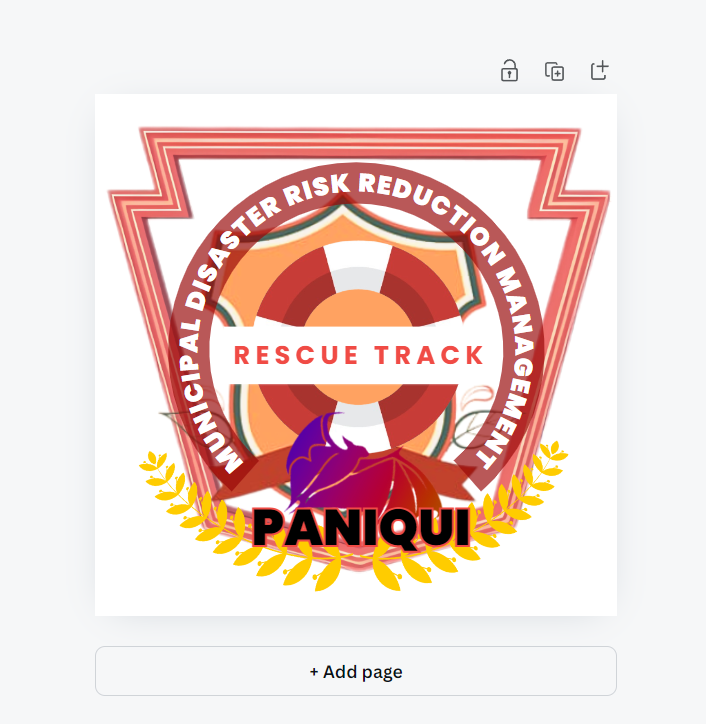 MUNICIPAL DISASTER RISK REDUCTION MANAGEMENT
RESCUE TRACK
PANIQUI
+ Add page